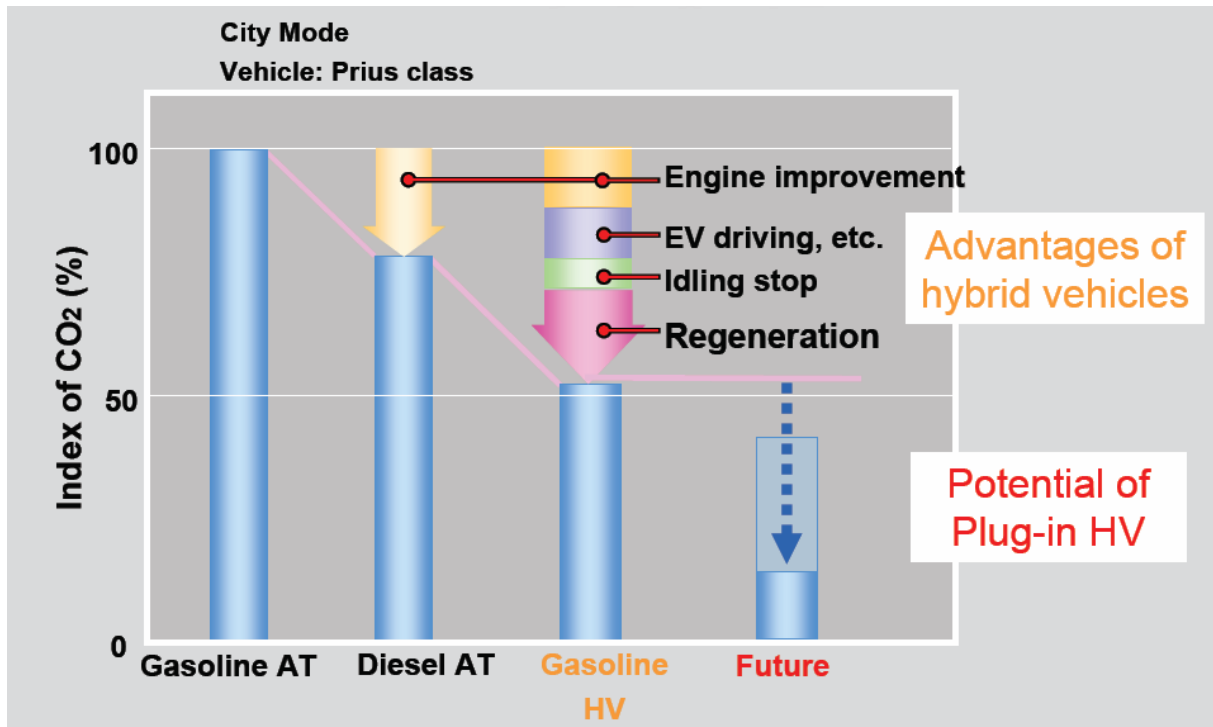 City Mode
Vehicle: Prius class
Index of CO2 (%)
100
50
0
Engine improvement
EV driving, etc.
Idling stop
Regeneration
Advantages of
hybrid vehicles
Potential of
Plug-in HV
Gasoline AT
Diesel AT
Gasoline
HV
Future